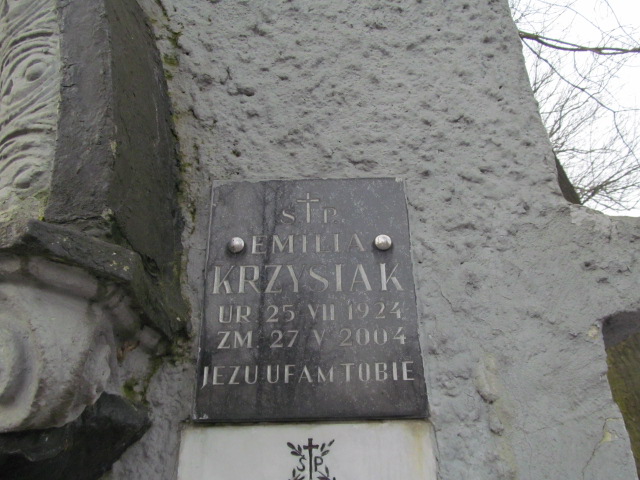 Ś P.
EMILIA
KRZYSIAK
UR. 25 VII 1924
ZM. 27 V 2004
JEZU UFAM TOBIE
Ś P